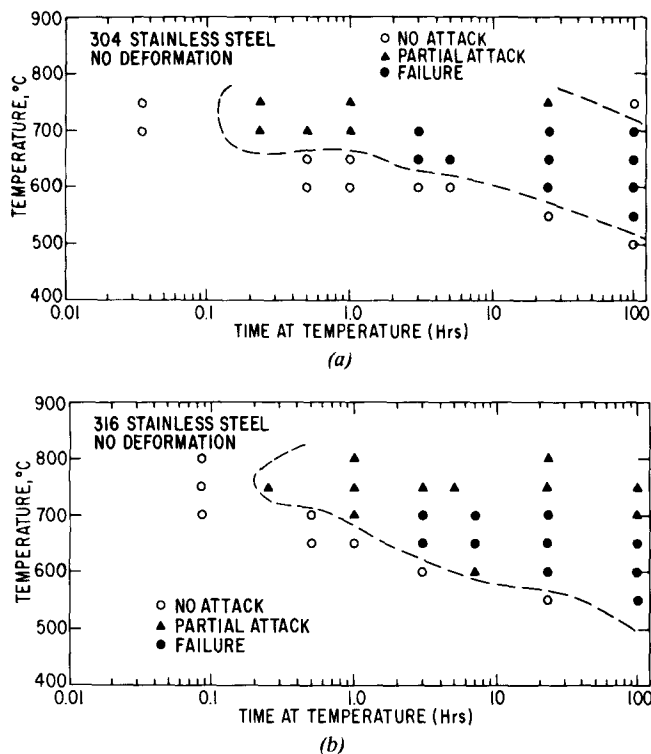 304 STAINLESS STEEL
NO DEFORMATION
○ NO ATTACK
▲ PARTIAL ATTACK
● FAILURE
900
800
700
600
500
400
TEMPERATURE, °C
0.01
0.1
1.0
10
100
TIME AT TEMPERATURE (Hrs)
(a)
316 STAINLESS STEEL
NO DEFORMATION
○ NO ATTACK
▲ PARTIAL ATTACK
● FAILURE
900
800
700
600
500
400
TEMPERATURE, °C
0.01
0.1
1.0
10
100
TIME AT TEMPERATURE (Hrs)
(b)